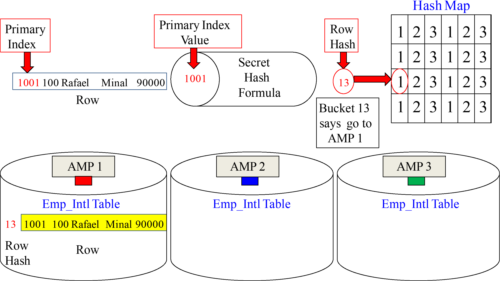 Primary
Index
Primary Index
Value
Row
Hash
Hash Map
1001 100 Rafael Minal 90000
Row
1001
Secret
Hash
Formula
13
1 2 3 1 2 3
1 2 3 1 2 3
1 2 3 1 2 3
1 2 3 1 2 3
Bucket 13
says go to
AMP 1
AMP 1
AMP 2
AMP 3
Emp_Intl Table
Emp_Intl Table
Emp_Intl Table
13 1001 100 Rafael Minal 90000
Row
Hash
Row